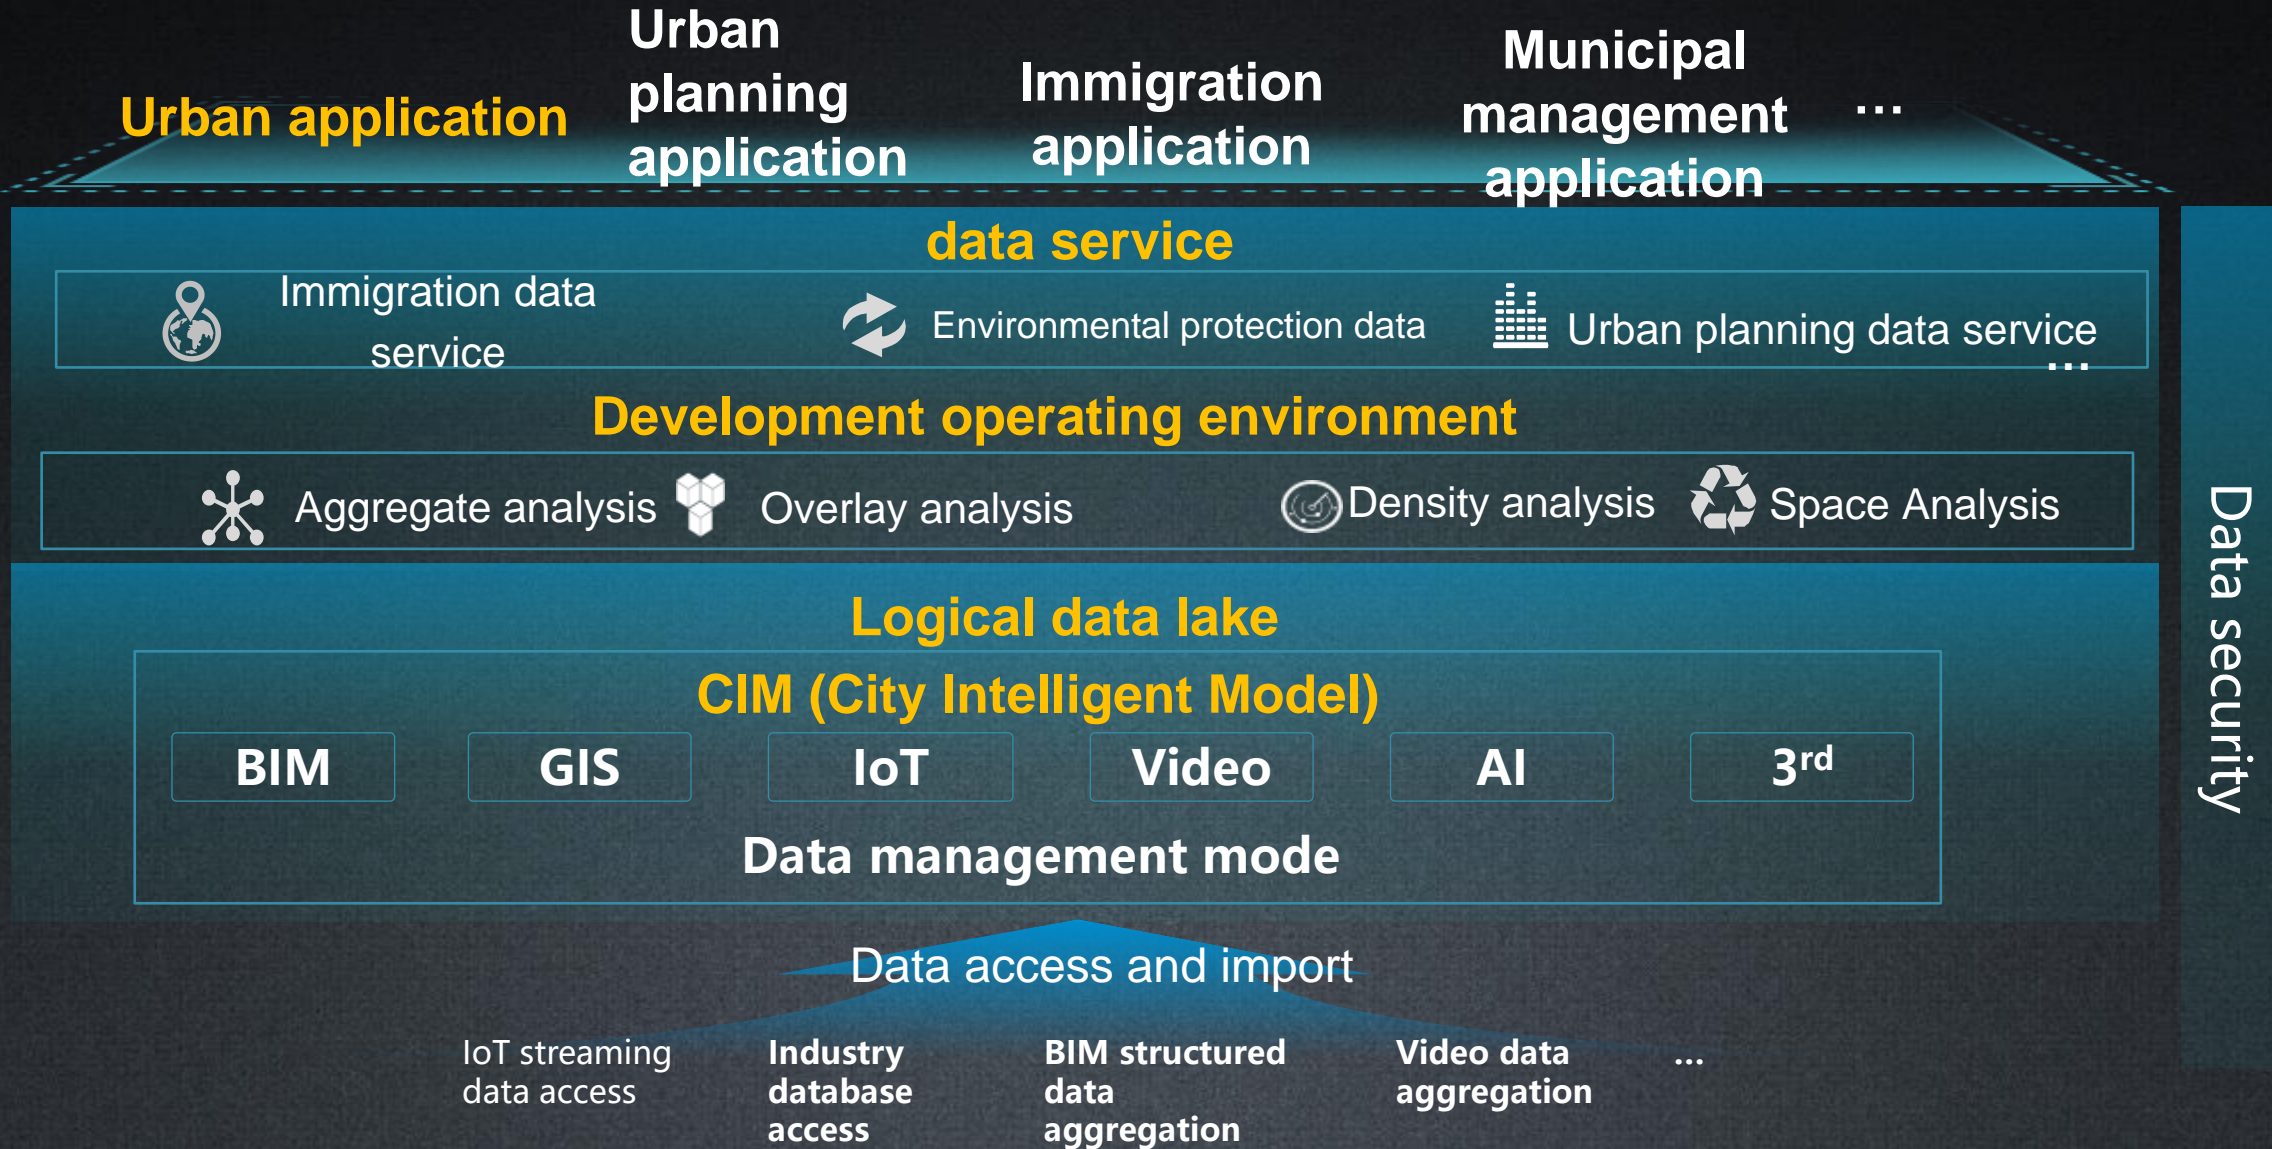 Urban application
Urban
planning
application
Immigration
application
Municipal
management
application
...
data service
Immigration data
service
Environmental protection data
Urban planning data service
...
Development operating environment
Aggregate analysis
Overlay analysis
Density analysis
Space Analysis
Logical data lake
CIM (City Intelligent Model)
BIM
GIS
IoT
Video
AI
3rd
Data management mode
Data access and import
IoT streaming
data access
Industry
database
access
BIM structured
data
aggregation
Video data
aggregation
...
Data security